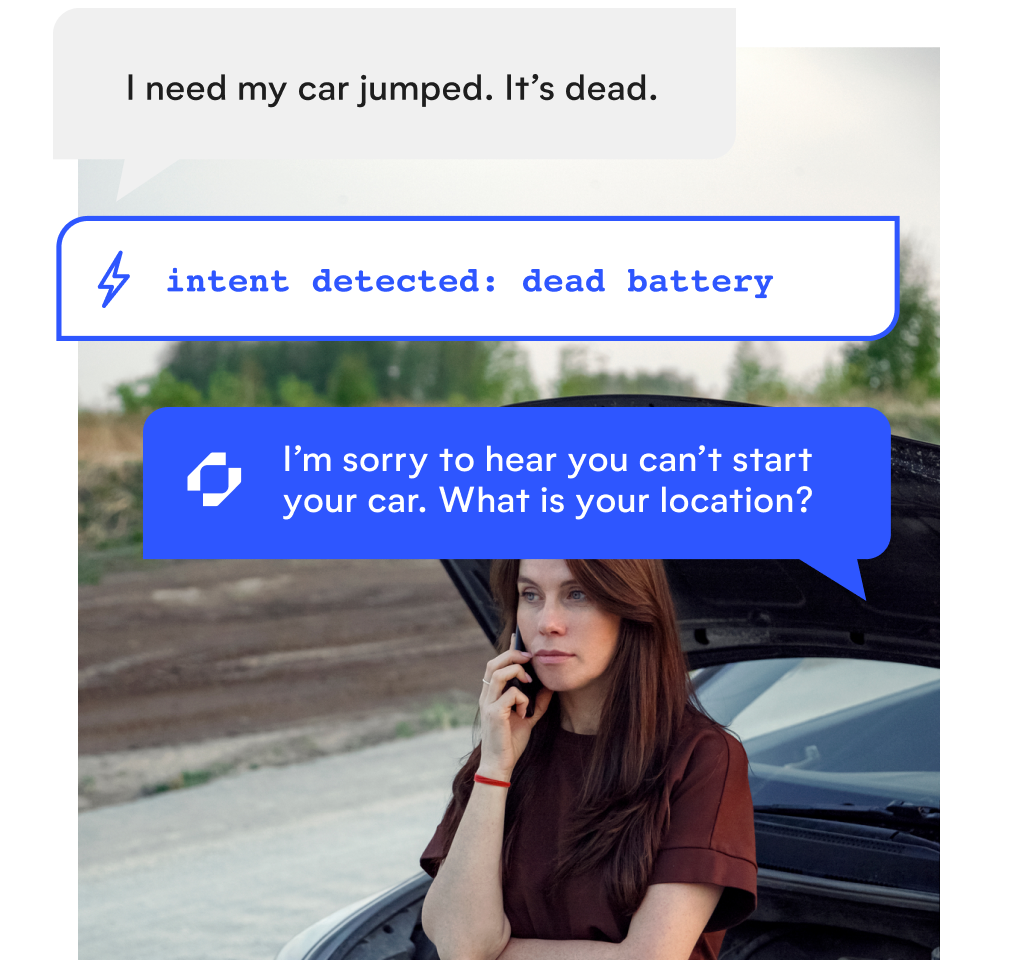 I need my car jumped. It’s dead.
intent detected: dead battery
I’m sorry to hear you can’t start
your car. What is your location?